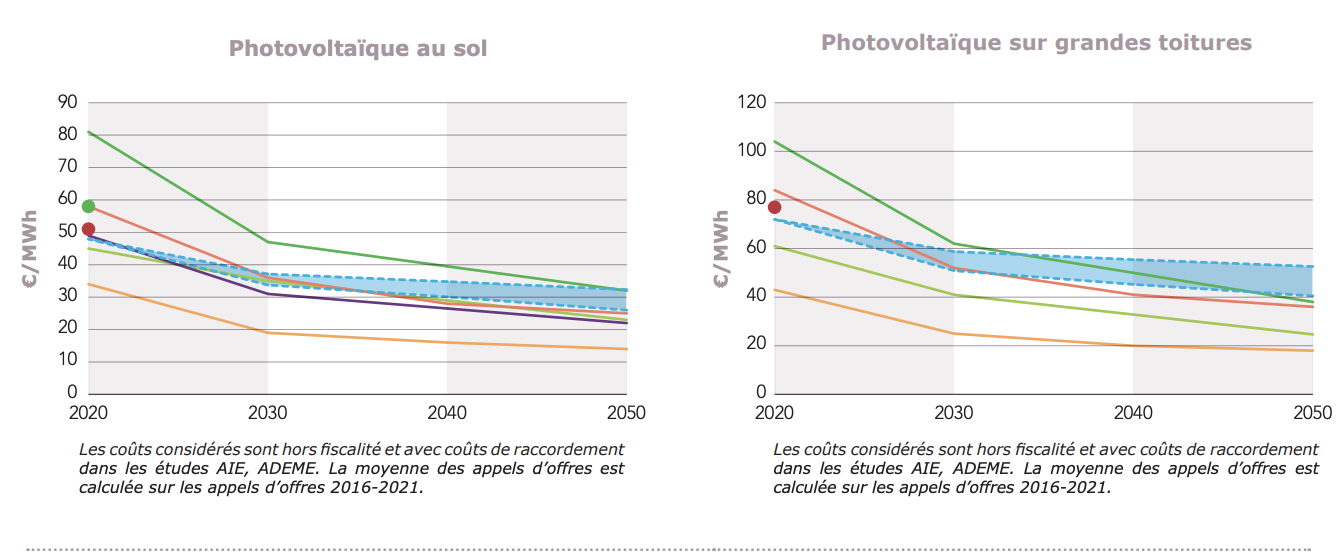 Photovoltaïque au sol
€/MWh
90
80
70
60
50
40
30
20
10
0
2020 2030 2040 2050
Les coûts considérés sont hors fiscalité et avec coûts de raccordement
dans les études AIE, ADEME. La moyenne des appels d’offres est
calculée sur les appels d’offres 2016-2021.
Photovoltaïque sur grandes toitures
€/MWh
120
100
80
60
40
20
0
2020 2030 2040 2050
Les coûts considérés sont hors fiscalité et avec coûts de raccordement
dans les études AIE, ADEME. La moyenne des appels d’offres est
calculée sur les appels d’offres 2016-2021.